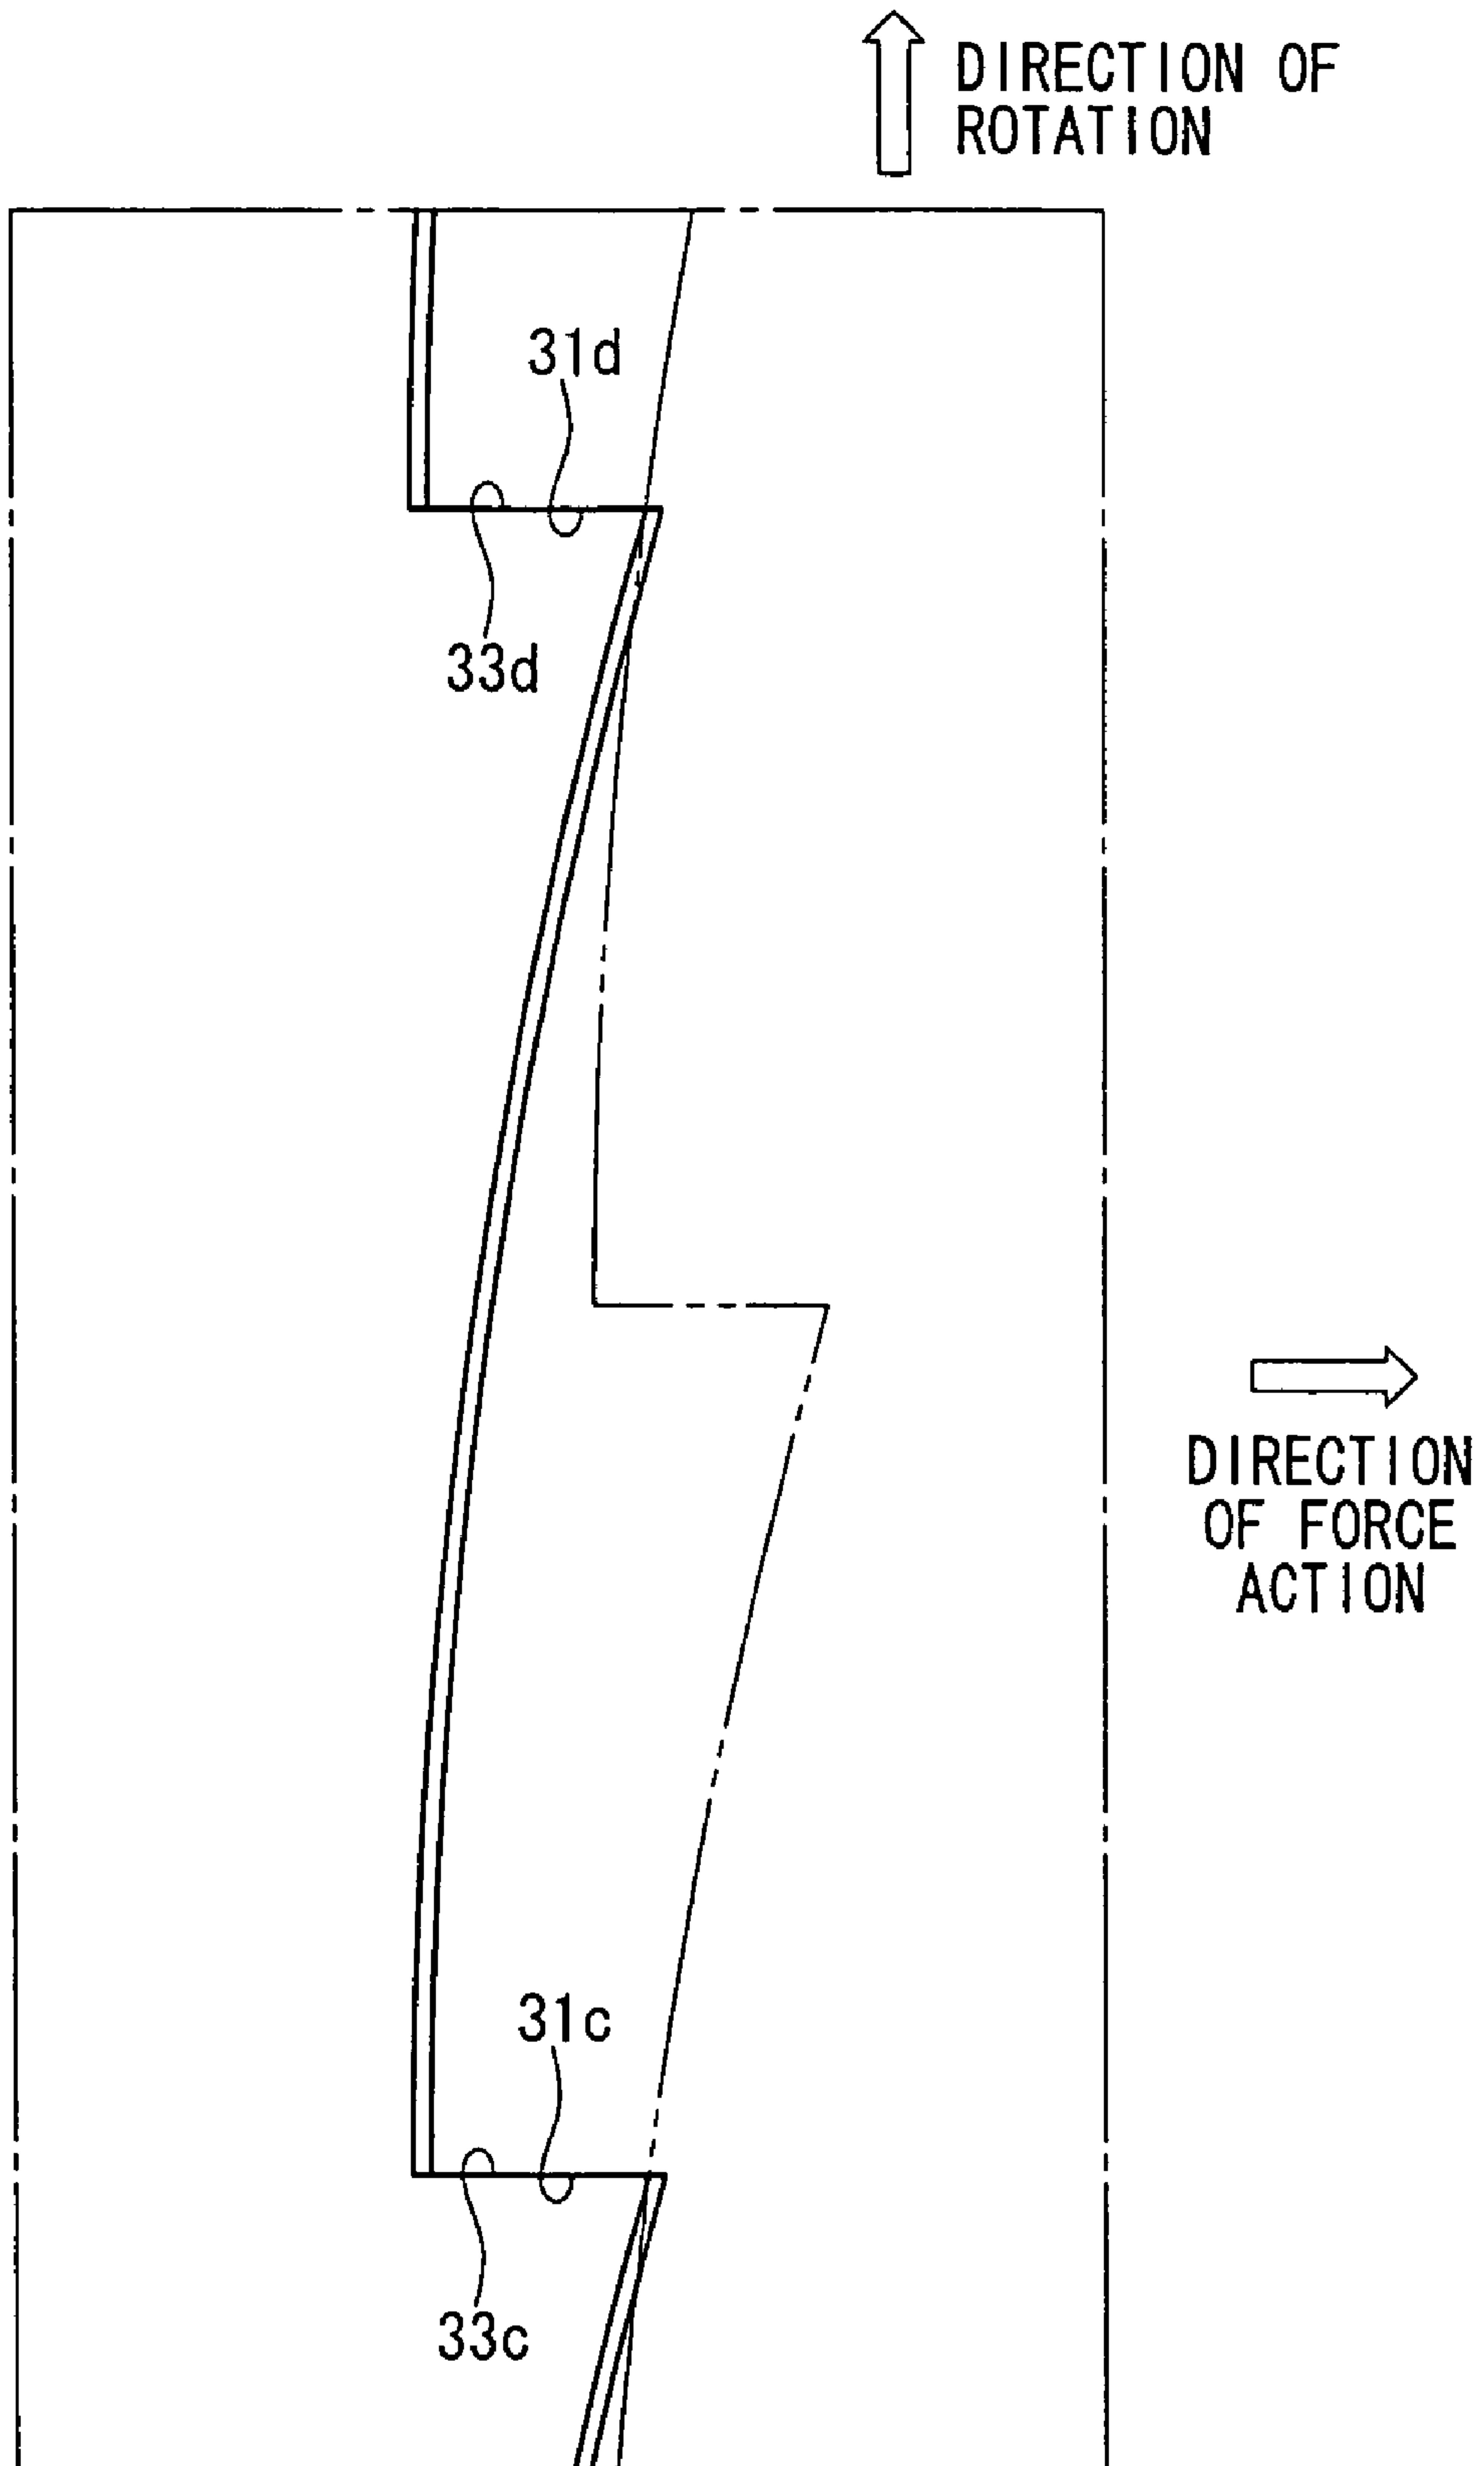 DIRECTION OF
ROTATION
31d
33d
DIRECTION
OF FORCE
ACTION
31c
33c